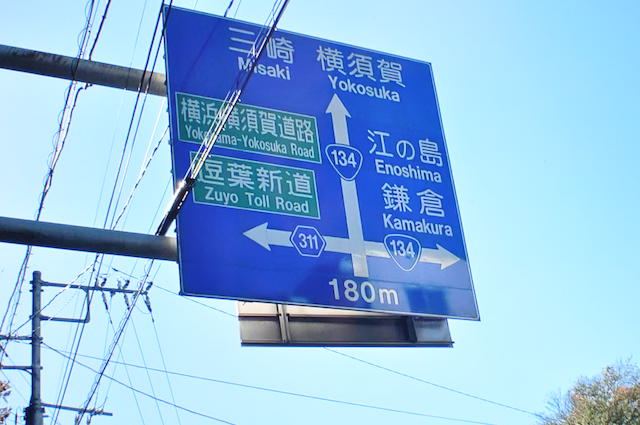 三崎 横須賀
Misaki Yokosuka
横浜横須賀道路
Yokohama-Yokosuka Road
逗葉新道
Zuyo Toll Road
134
江の島
Enoshima
鎌倉
Kamakura
311
134
180m